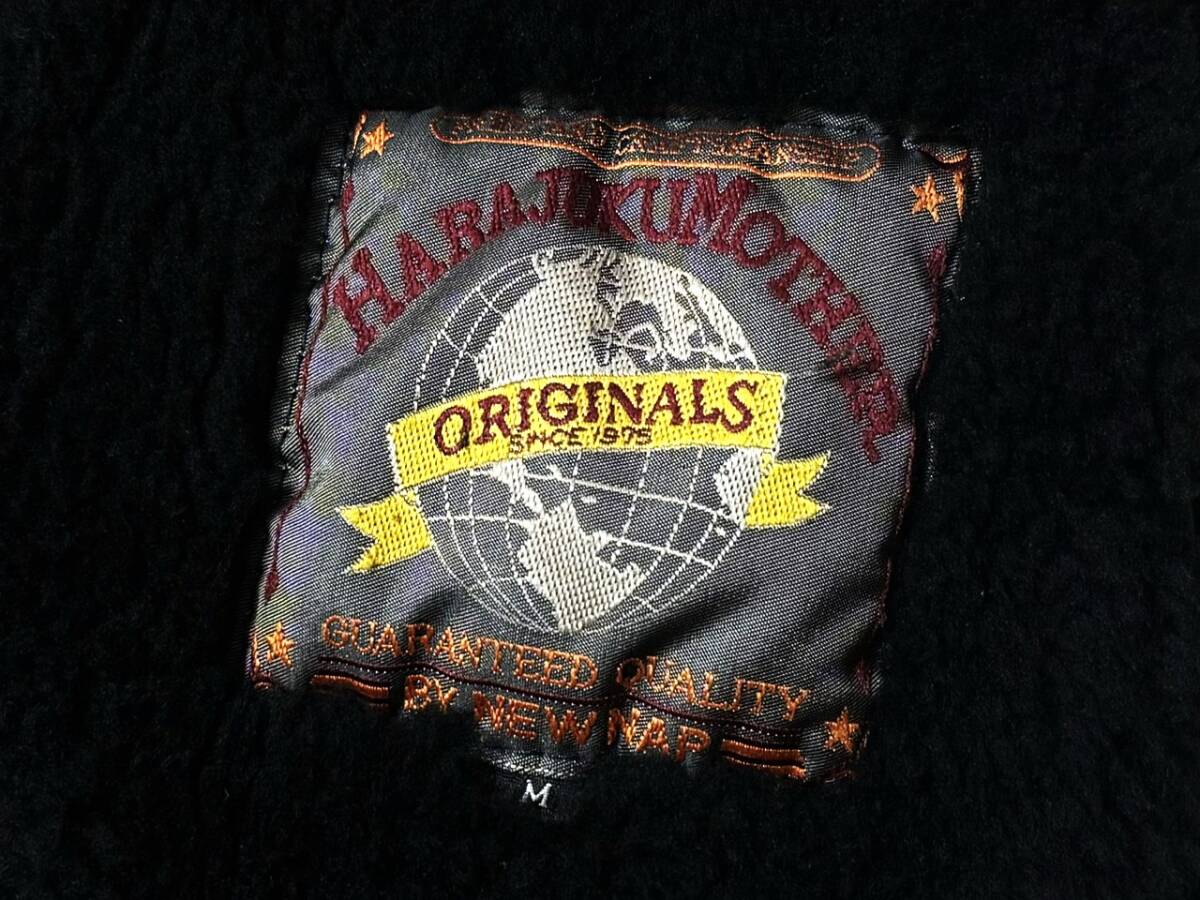 HARAJUKUMOTHER
ORIGINALS
SINCE 1975
GUARANTEED QUALITY
BY NEW NAP
M